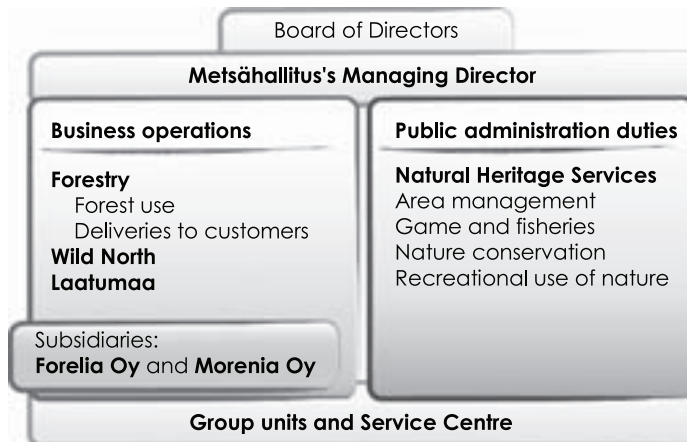 Board of Directors
Metsähallitus's Managing Director
Business operations
Forestry
Forest use
Deliveries to customers
Wild North
Laatumaa
Subsidiaries:
Forelia Oy and Morenia Oy
Public administration duties
Natural Heritage Services
Area management
Game and fisheries
Nature conservation
Recreational use of nature
Group units and Service Centre